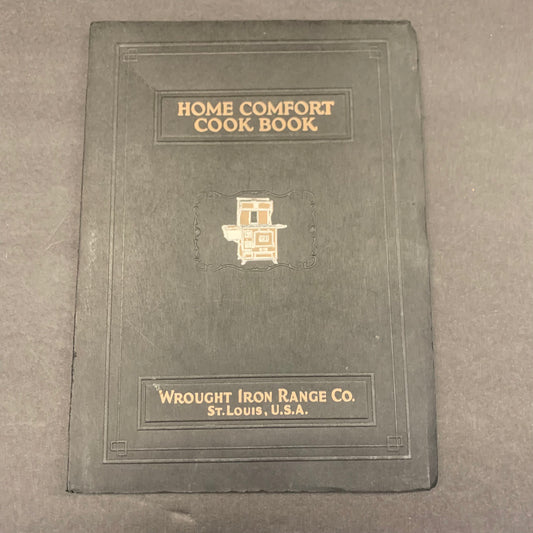 HOME COMFORT
COOK BOOK
WROUGHT IRON RANGE CO.
ST. LOUIS, U.S.A.